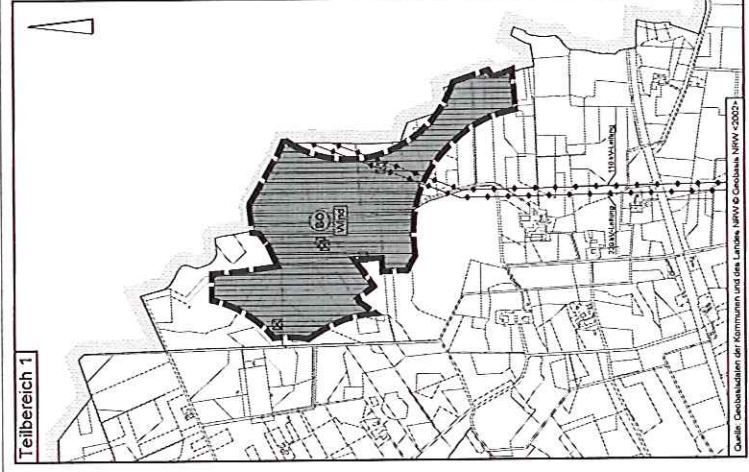 Teilbereich 1
SO
Wind
220 kV-Leitung
110 kV-Leitung
Quelle: Geobasisdaten der Kommunen und des Landes NRW © Geobasis NRW <2002>